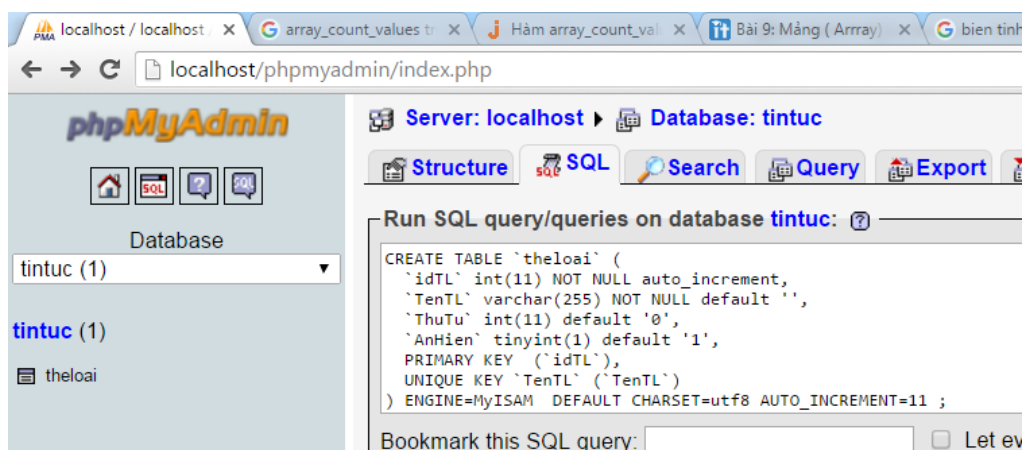 localhost / localhost /
array_count_values tr
Hàm array_count_val
Bài 9: Mảng ( Arrray)
bien tinh
localhost/phpmyadmin/index.php
phpMyAdmin
SQL
SQL
Database
tintuc (1)
tintuc (1)
theloai
Server: localhost
Database: tintuc
Structure
SQL
Search
Query
Export
Run SQL query/queries on database tintuc:
CREATE TABLE `theloai` (
`idTL` int(11) NOT NULL auto_increment,
`TenTL` varchar(255) NOT NULL default '',
`ThuTu` int(11) default '0',
`AnHien` tinyint(1) default '1',
PRIMARY KEY  (`idTL`),
UNIQUE KEY `TenTL` (`TenTL`)
) ENGINE=MyISAM  DEFAULT CHARSET=utf8 AUTO_INCREMENT=11 ;
Bookmark this SQL query:
Let ev